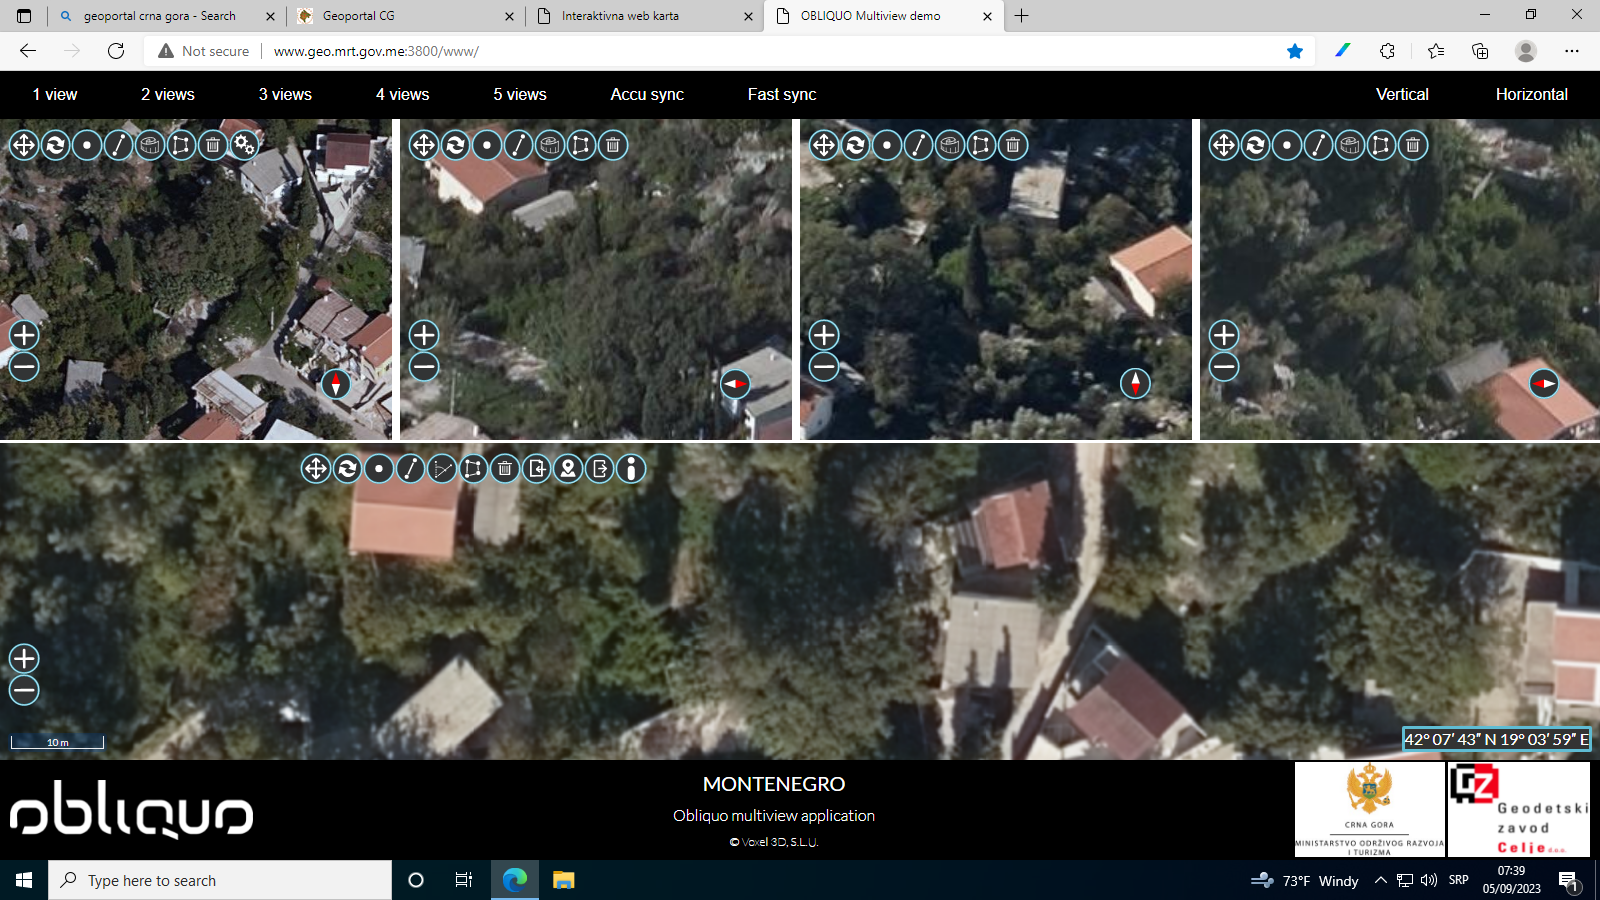 geoportal crna gora - Search
Geoportal CG
Interaktivna web karta
OBLIQUO Multiview demo
Not secure
www.geo.mrt.gov.me:3800/www/
1 view
2 views
3 views
4 views
5 views
Accu sync
Fast sync
Vertical
Horizontal
10 m
42° 07′ 43″ N 19° 03′ 59″ E
obliquo
MONTENEGRO
Obliquo multiview application
© Voxel 3D, S.L.U.
CRNA GORA
MINISTARSTVO ODRŽIVOG RAZVOJA
I TURIZMA
GZ
Geodetski
zavod
Celje d.o.o.
Type here to search
73°F Windy
SRP
07:39
05/09/2023
1